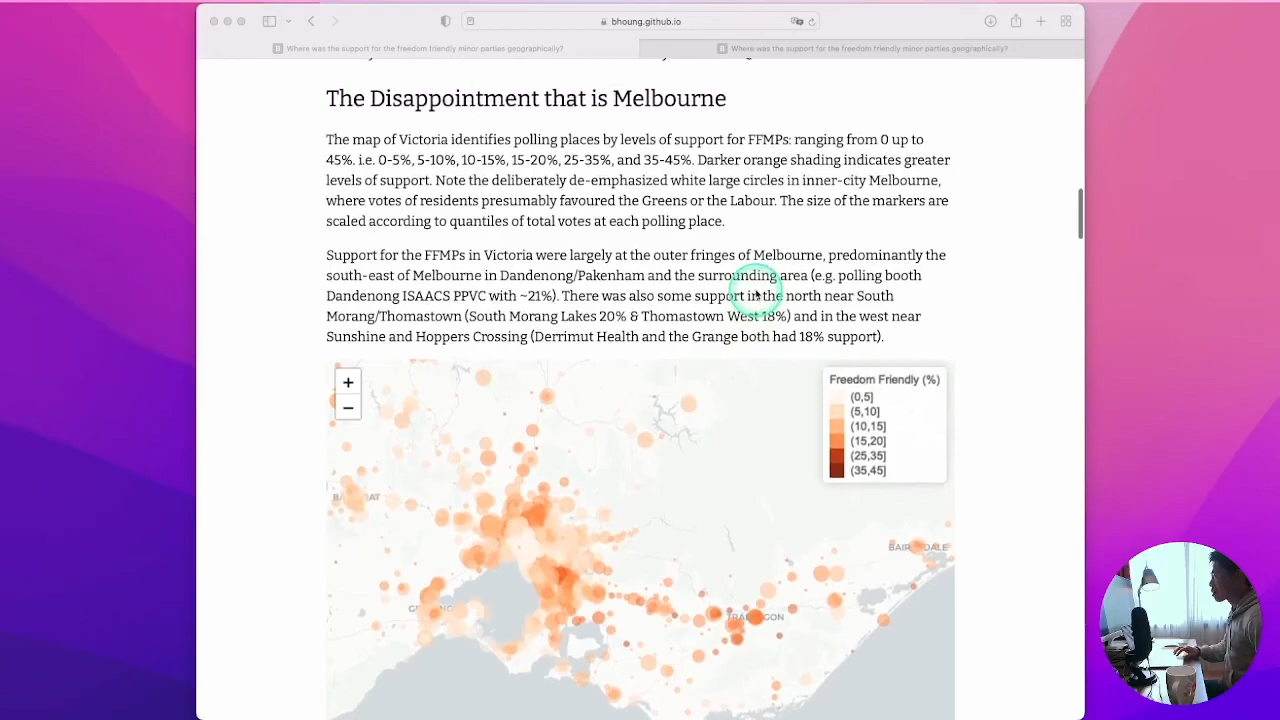 bhoung.github.io
Where was the support for the freedom friendly minor parties geographically?
Where was the support for the freedom friendly minor parties geographically?
The Disappointment that is Melbourne
The map of Victoria identifies polling places by levels of support for FFMPs: ranging from 0 up to
45%. i.e. 0-5%, 5-10%, 10-15%, 15-20%, 25-35%, and 35-45%. Darker orange shading indicates greater
levels of support. Note the deliberately de-emphasized white large circles in inner-city Melbourne,
where votes of residents presumably favoured the Greens or the Labour. The size of the markers are
scaled according to quantiles of total votes at each polling place.
Support for the FFMPs in Victoria were largely at the outer fringes of Melbourne, predominantly the
south-east of Melbourne in Dandenong/Pakenham and the surrounding area (e.g. polling booth
Dandenong ISAACS PPVC with ~21%). There was also some support in the north near South
Morang/Thomastown (South Morang Lakes 20% & Thomastown West 18%) and in the west near
Sunshine and Hoppers Crossing (Derrimut Health and the Grange both had 18% support).
+
−
Freedom Friendly (%)
(0,5]
(5,10]
(10,15]
(15,20]
(25,35]
(35,45]